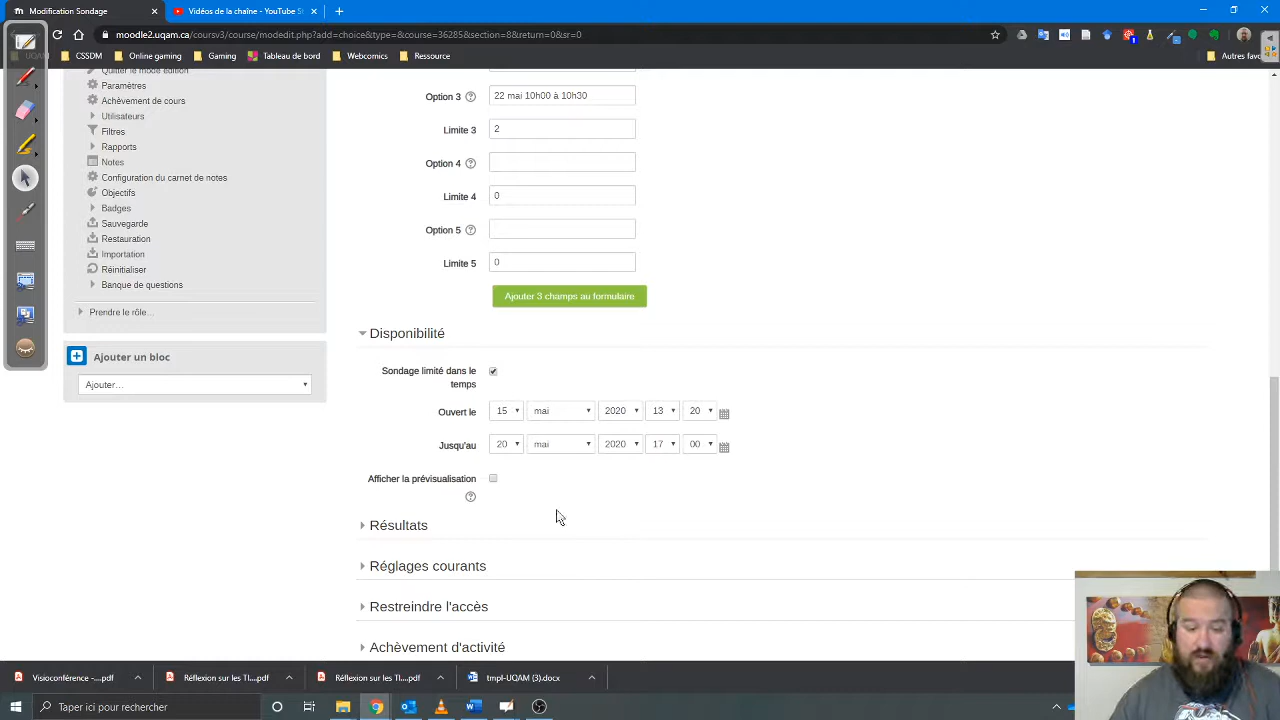 Modification Sondage
Vidéos de la chaîne - YouTube S
moodle2.uqam.ca/coursv3/course/modedit.php?add=choice&type=&course=36285&section=8&return=0&sr=0
CSSDM
Online gaming
Gaming
Tableau de bord
Webcomics
Ressource
Autres favo
Quitter le mode édition
Paramètres
Achèvement de cours
Utilisateurs
Filtres
Rapports
Notes
Configuration du carnet de notes
Objectifs
Badges
Sauvegarde
Restauration
Importation
Réinitialiser
Banque de questions
Prendre le rôle...
Ajouter un bloc
Ajouter...
Option 3 22 mai 10h00 à 10h30
Limite 3 2
Option 4
Limite 4 0
Option 5
Limite 5 0
Ajouter 3 champs au formulaire
Disponibilité
Sondage limité dans le
temps
Ouvert le 15 mai 2020 13 20
Jusqu'au 20 mai 2020 17 00
Afficher la prévisualisation
Résultats
Réglages courants
Restreindre l'accès
Achèvement d'activité
Visioconférence -....pdf
Réflexion sur les TI....pdf
Réflexion sur les TI....pdf
tmpl-UQAM (3).docx
Taper ici pour rechercher